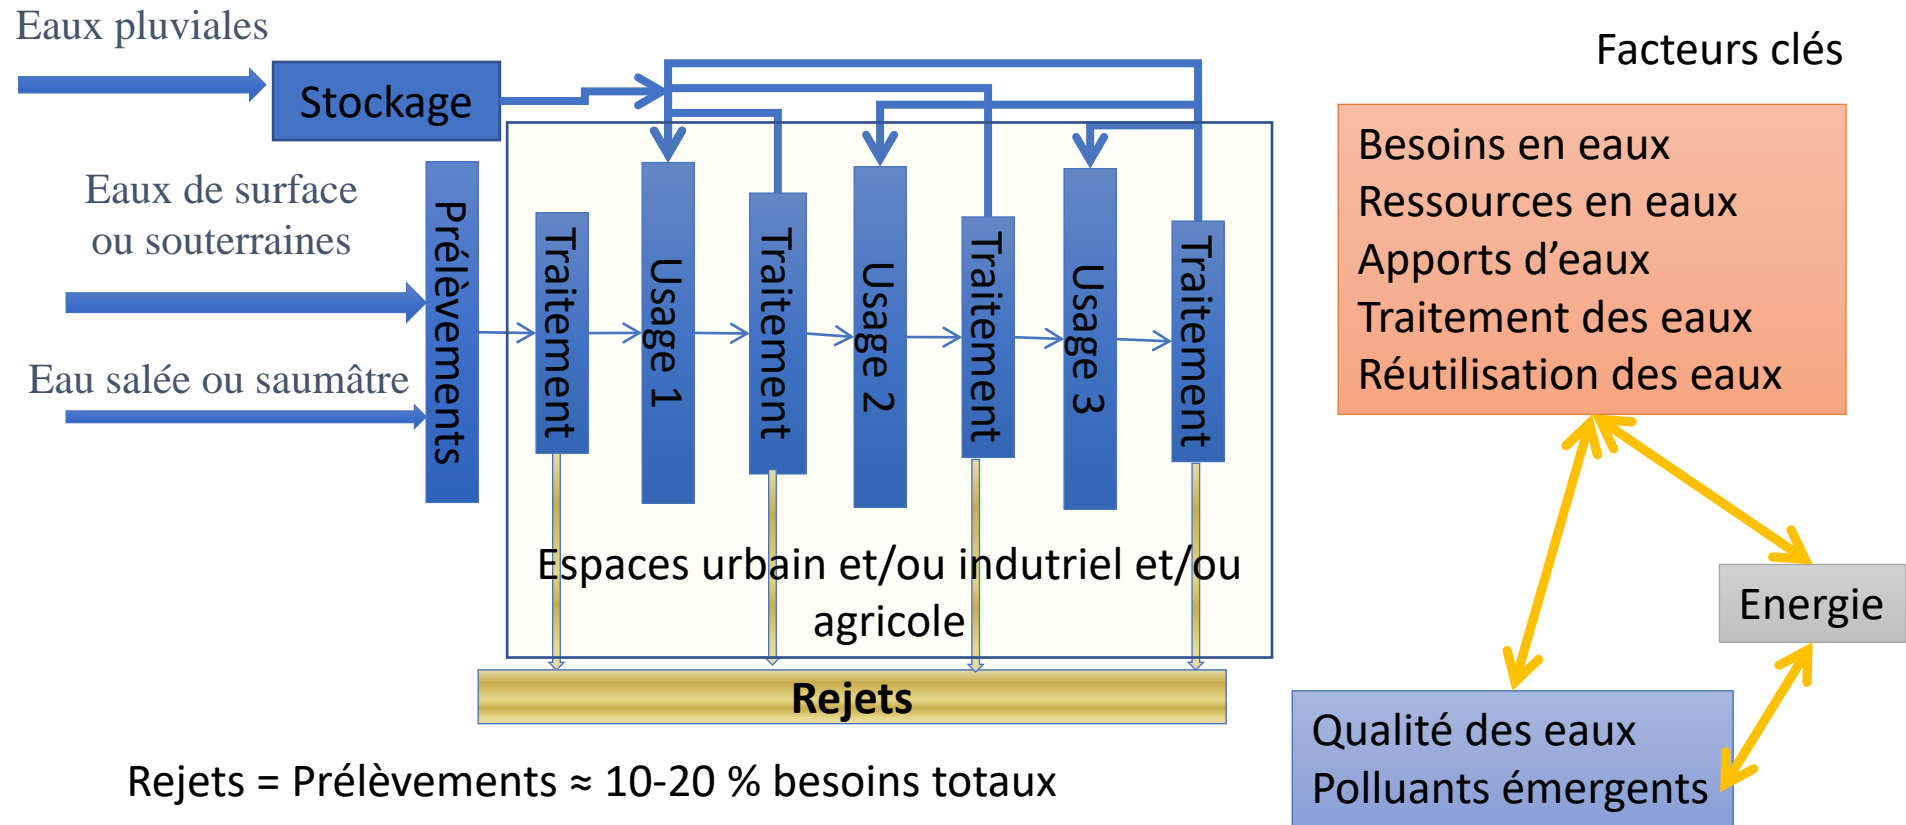 Eaux pluviales
Stockage
Eaux de surface
ou souterraines
Eau salée ou saumâtre
Prélèvements
Traitement
Usage 1
Traitement
Usage 2
Traitement
Usage 3
Traitement
Espaces urbain et/ou indutriel et/ou
agricole
Rejets
Rejets = Prélèvements ≈ 10-20 % besoins totaux
Facteurs clés
Besoins en eaux
Ressources en eaux
Apports d’eaux
Traitement des eaux
Réutilisation des eaux
Energie
Qualité des eaux
Polluants émergents